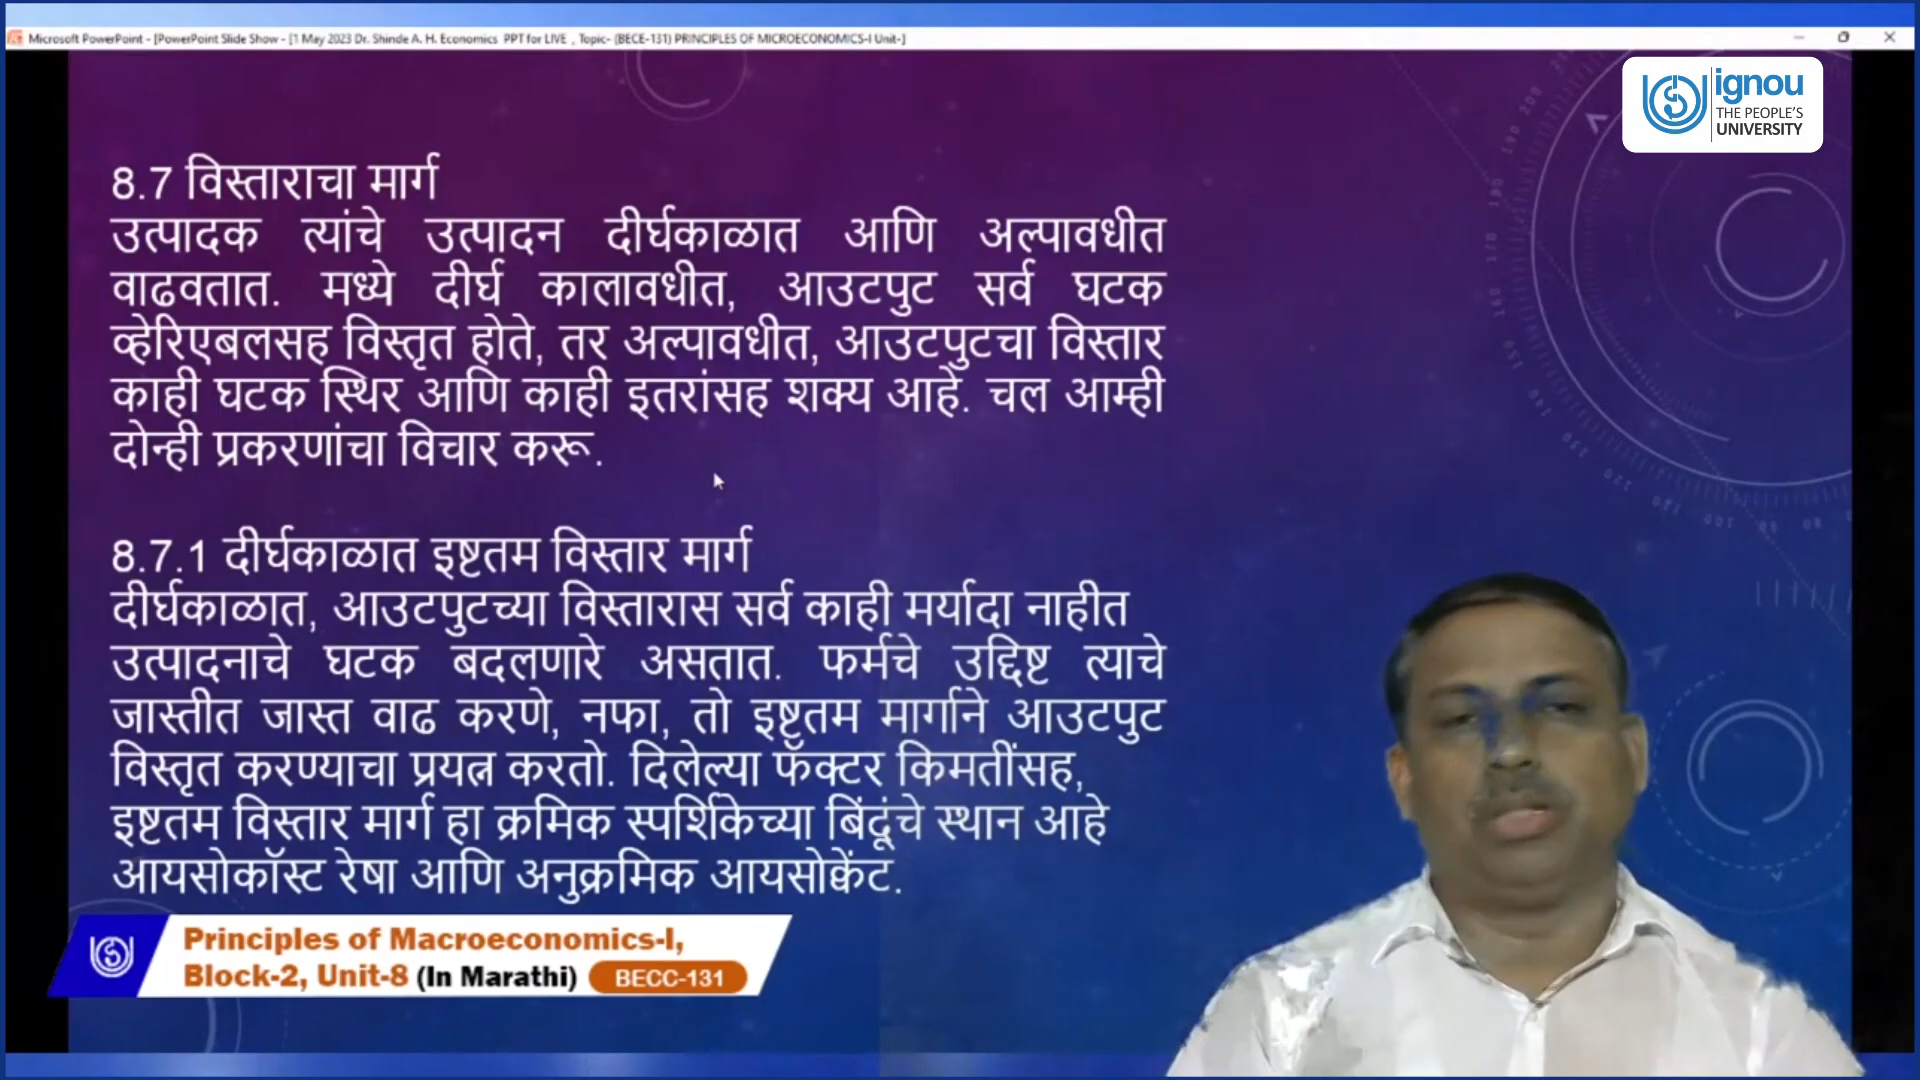 Microsoft PowerPoint - [PowerPoint Slide Show - [1 May 2023 Dr. Shinde A. H. Economics PPT for LIVE , Topic- (BECE-131) PRINCIPLES OF MICROECONOMICS-I Unit-]
ignou
THE PEOPLE'S
UNIVERSITY
8.7 विस्ताराचा मार्ग
उत्पादक त्यांचे उत्पादन दीर्घकाळात आणि अल्पावधीत
वाढवतात. मध्ये दीर्घ कालावधीत, आउटपुट सर्व घटक
व्हेरिएबलसह विस्तृत होते, तर अल्पावधीत, आउटपुटचा विस्तार
काही घटक स्थिर आणि काही इतरांसह शक्य आहे. चल आम्ही
दोन्ही प्रकरणांचा विचार करू.
8.7.1 दीर्घकाळात इष्टतम विस्तार मार्ग
दीर्घकाळात, आउटपुटच्या विस्तारास सर्व काही मर्यादा नाहीत
उत्पादनाचे घटक बदलणारे असतात. फर्मचे उद्दिष्ट त्याचे
जास्तीत जास्त वाढ करणे, नफा, तो इष्टतम मार्गाने आउटपुट
विस्तृत करण्याचा प्रयत्न करतो. दिलेल्या फॅक्टर किमतींसह,
इष्टतम विस्तार मार्ग हा क्रमिक स्पर्शिकेच्या बिंदूंचे स्थान आहे
आयसोकॉस्ट रेषा आणि अनुक्रमिक आयसोक्वेंट.
Principles of Macroeconomics-I,
Block-2, Unit-8 (In Marathi) BECC-131